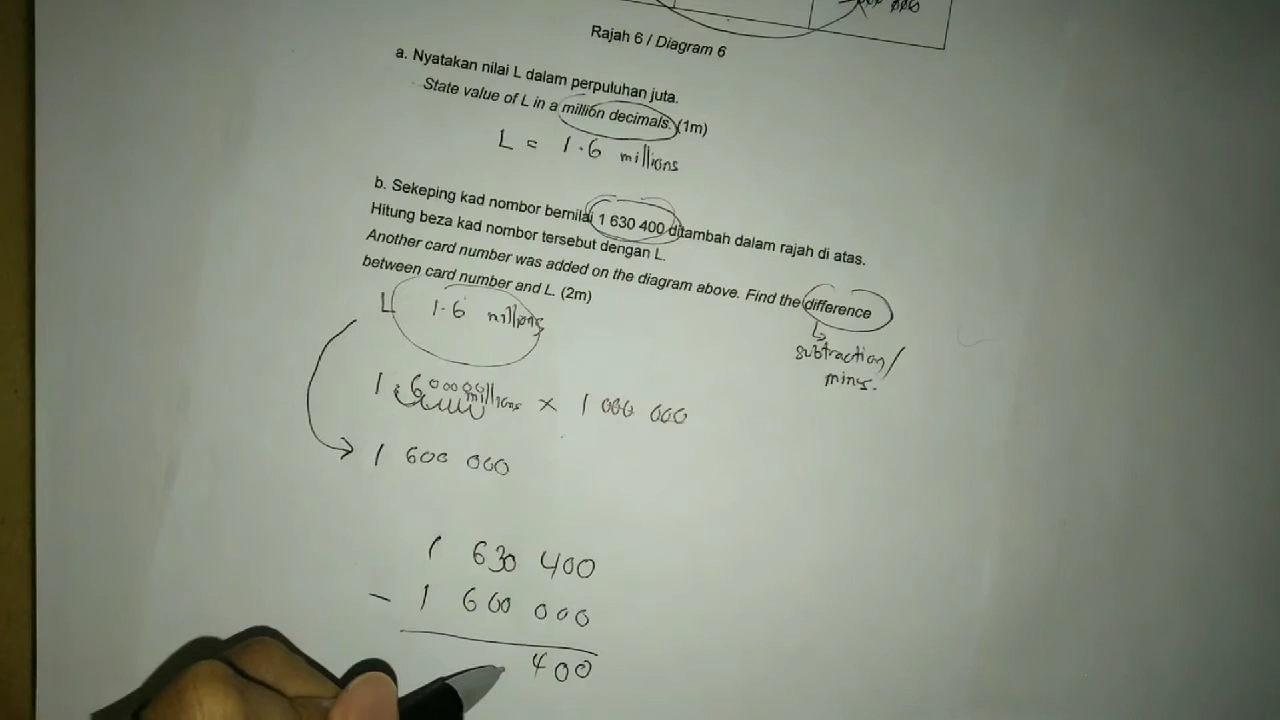 000
Rajah 6 / Diagram 6
a. Nyatakan nilai L dalam perpuluhan juta.
State value of L in a million decimals. (1m)
L = 1.6 millions
b. Sekeping kad nombor bernilai 1 630 400 ditambah dalam rajah di atas.
Hitung beza kad nombor tersebut dengan L.
Another card number was added on the diagram above. Find the difference
between card number and L. (2m)
L 1.6 millions
subtraction/
minus.
1.60000 millions × 1 000 000
1 600 000
1 630 400
- 1 600 000
400